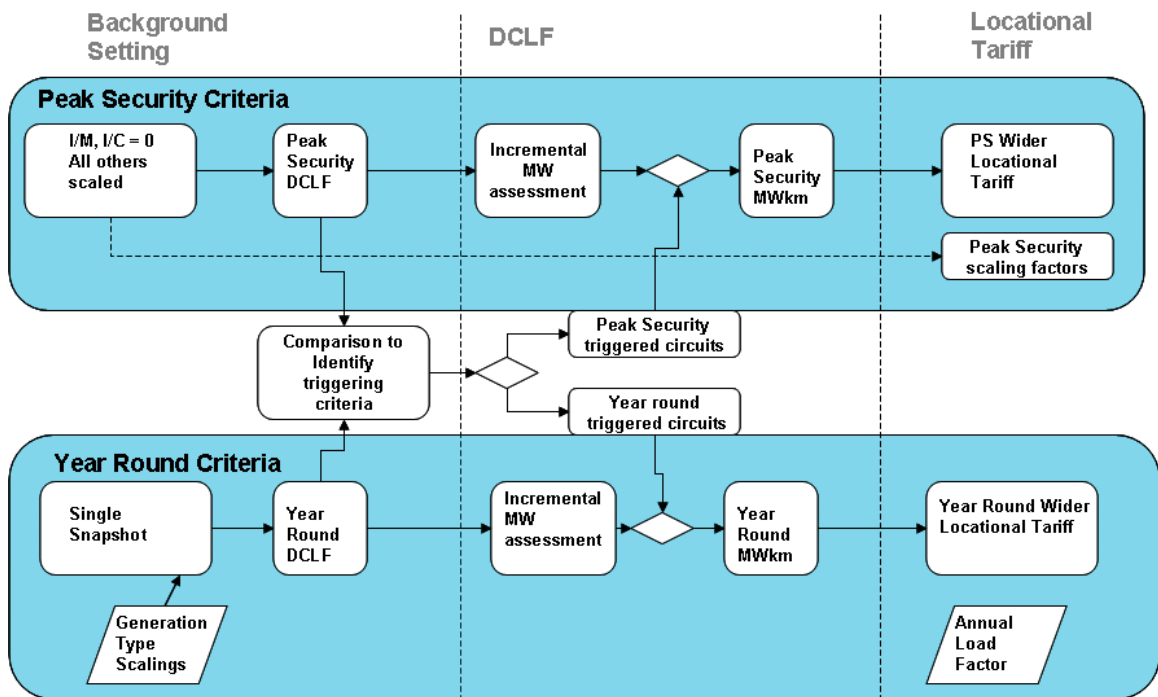 Background
Setting
DCLF
Locational
Tariff
Peak Security Criteria
I/M, I/C = 0
All others
scaled
Peak
Security
DCLF
Incremental
MW
assessment
Peak
Security
MWkm
PS Wider
Locational
Tariff
Peak Security
scaling factors
Comparison to
Identify
triggering
criteria
Peak Security
triggered circuits
Year round
triggered circuits
Year Round Criteria
Single
Snapshot
Year
Round
DCLF
Incremental
MW
assessment
Year
Round
MWkm
Year Round Wider
Locational Tariff
Generation
Type
Scalings
Annual
Load
Factor